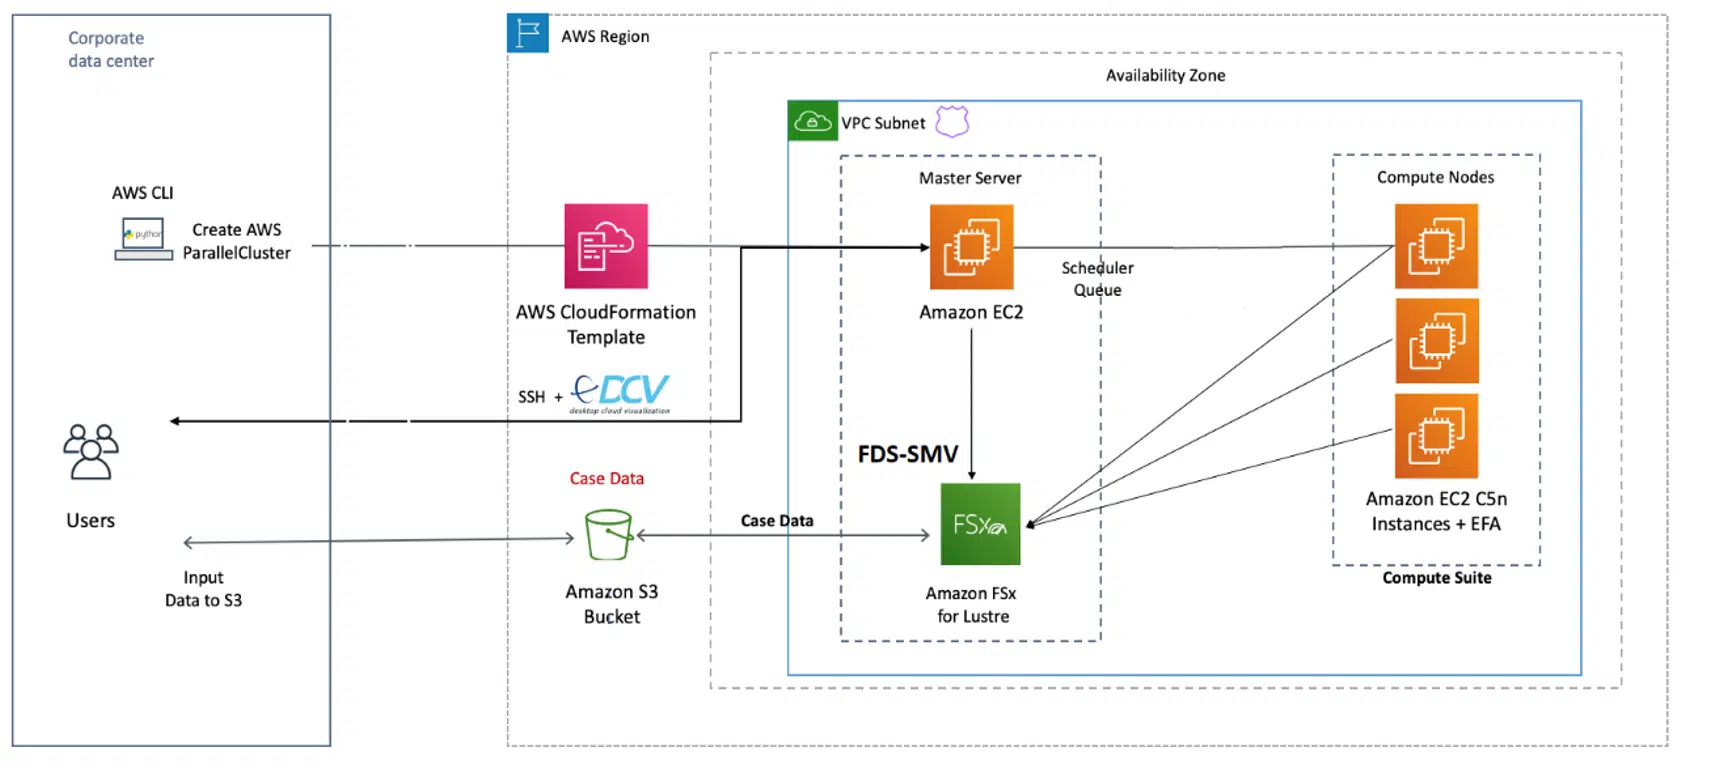 Corporate
data center
AWS Region
Availability Zone
VPC Subnet
AWS CLI
python
Create AWS
ParallelCluster
AWS CloudFormation
Template
Master Server
Amazon EC2
Scheduler
Queue
Compute Nodes
SSH +
DCV
desktop cloud visualization
FDS-SMV
Users
Case Data
Case Data
FSx
Amazon EC2 C5n
Instances + EFA
Compute Suite
Input
Data to S3
Amazon S3
Bucket
Amazon FSx
for Lustre